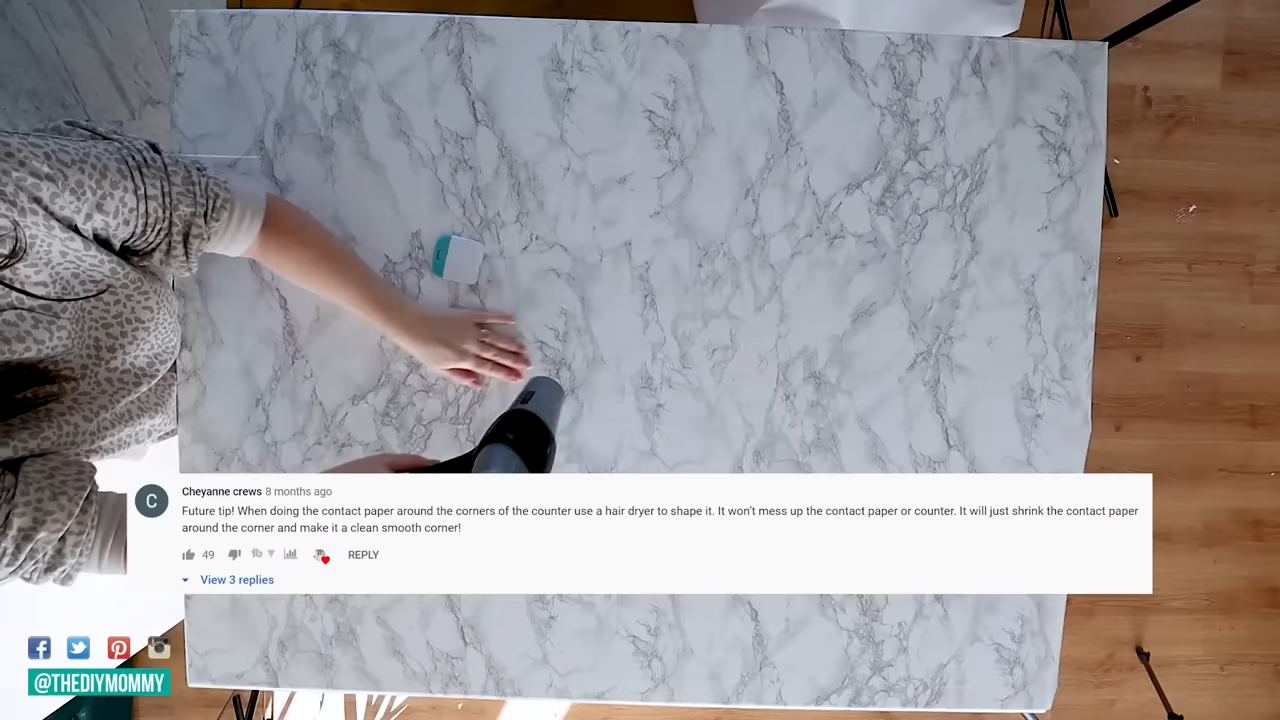 C
Cheyanne crews 8 months ago
Future tip! When doing the contact paper around the corners of the counter use a hair dryer to shape it. It won't mess up the contact paper or counter. It will just shrink the contact paper
around the corner and make it a clean smooth corner!
49 REPLY
View 3 replies
@THEDIYMOMMY